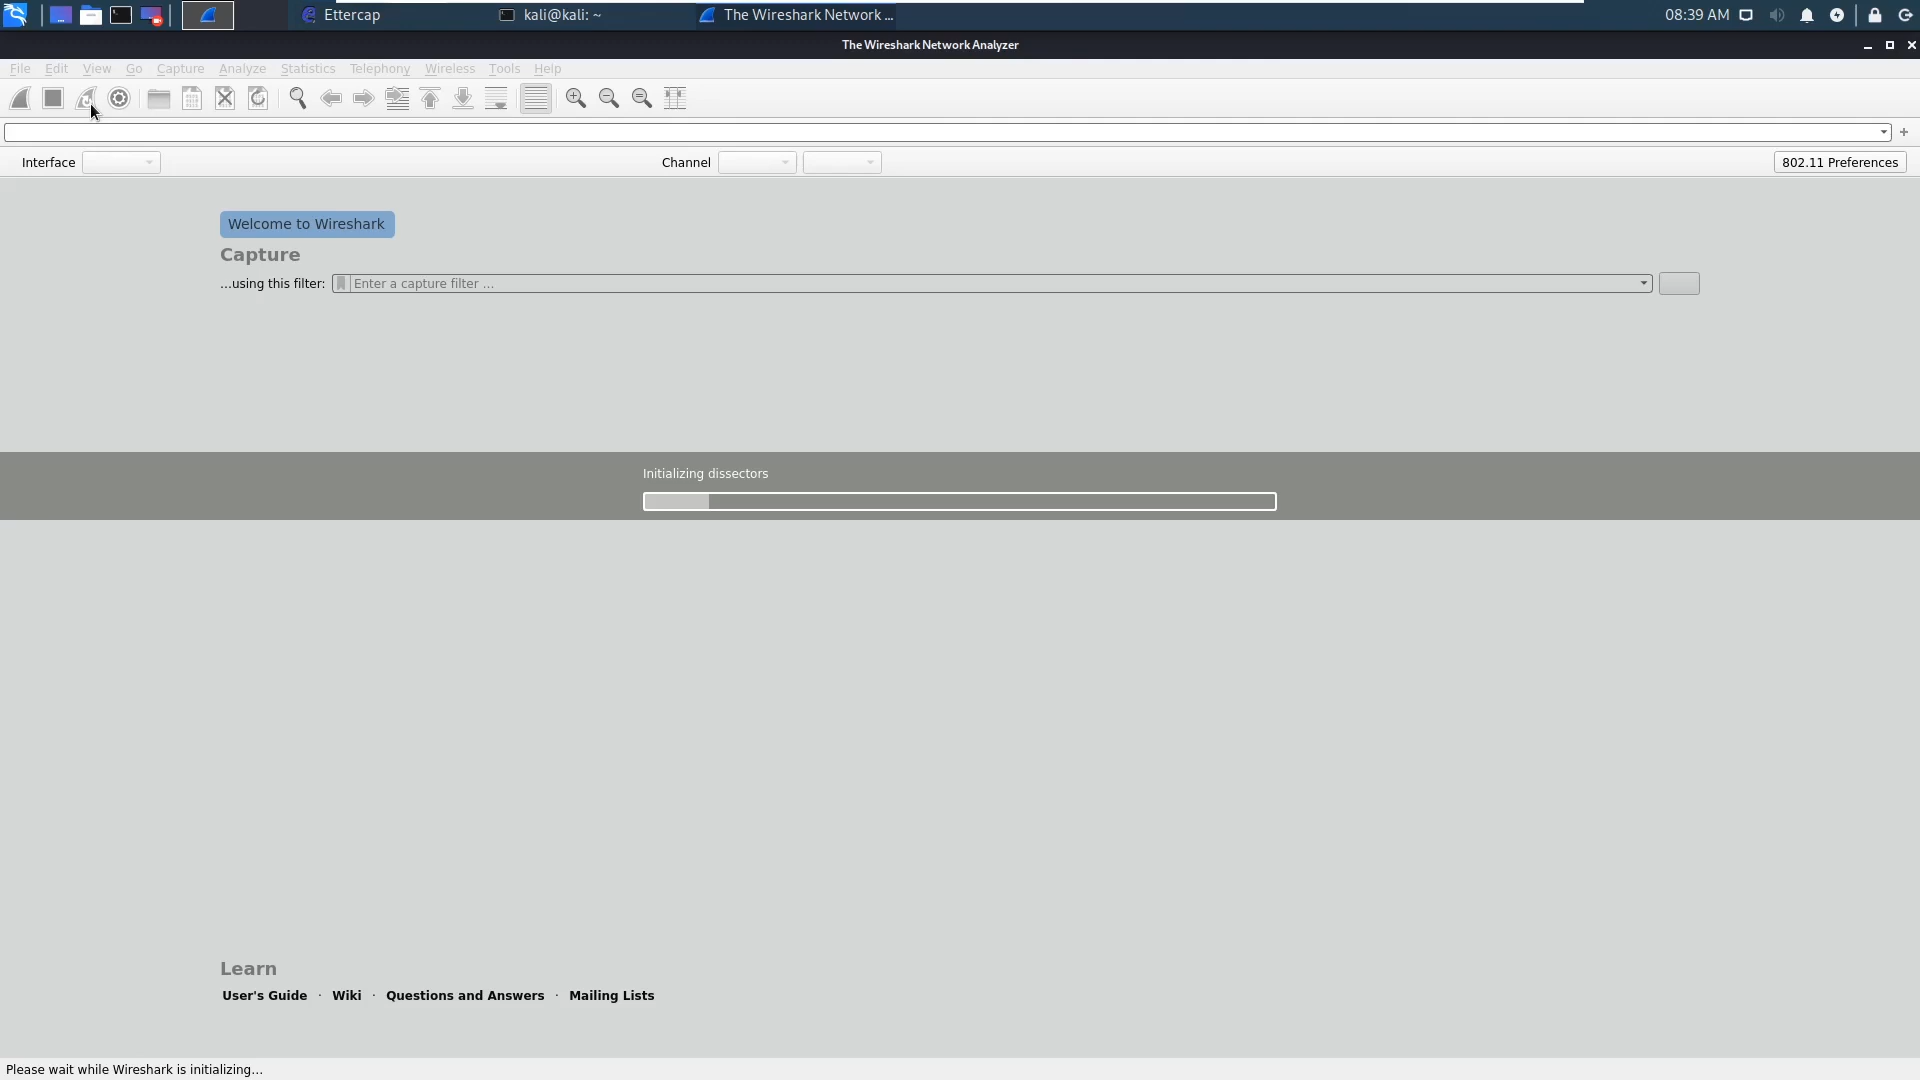 Ettercap kali@kali: ~ The Wireshark Network ... 08:39 AM
The Wireshark Network Analyzer
File Edit View Go Capture Analyze Statistics Telephony Wireless Tools Help
Interface Channel 802.11 Preferences
Welcome to Wireshark
Capture
...using this filter: Enter a capture filter ...
Initializing dissectors
Learn
User's Guide · Wiki · Questions and Answers · Mailing Lists
Please wait while Wireshark is initializing...